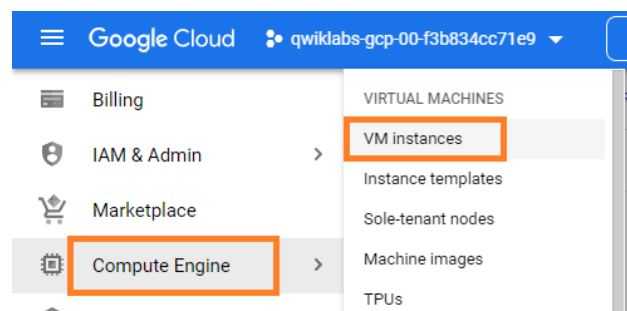 Google Cloud qwiklabs-gcp-00-f3b834cc71e9
Billing
IAM & Admin
Marketplace
Compute Engine
VIRTUAL MACHINES
VM instances
Instance templates
Sole-tenant nodes
Machine images
TPUs